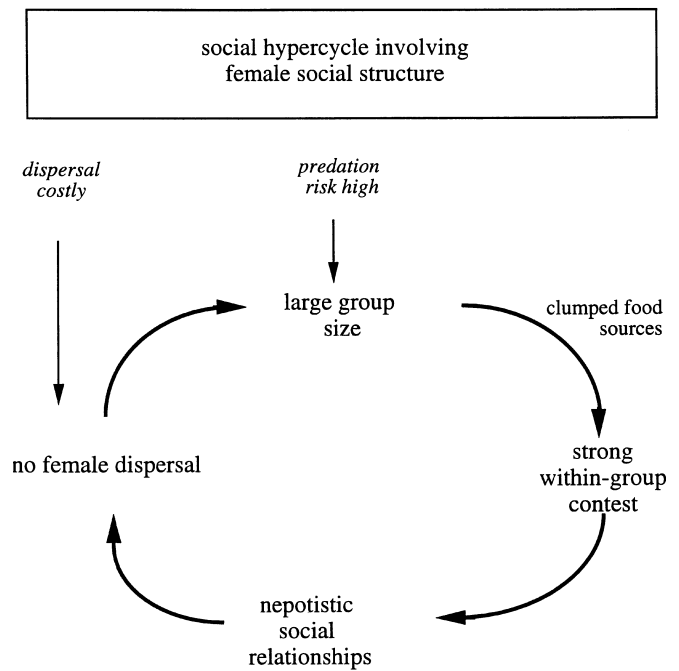 social hypercycle involving
female social structure
dispersal
costly
predation
risk high
large group
size
clumped food
sources
strong
within-group
contest
no female dispersal
nepotistic
social
relationships